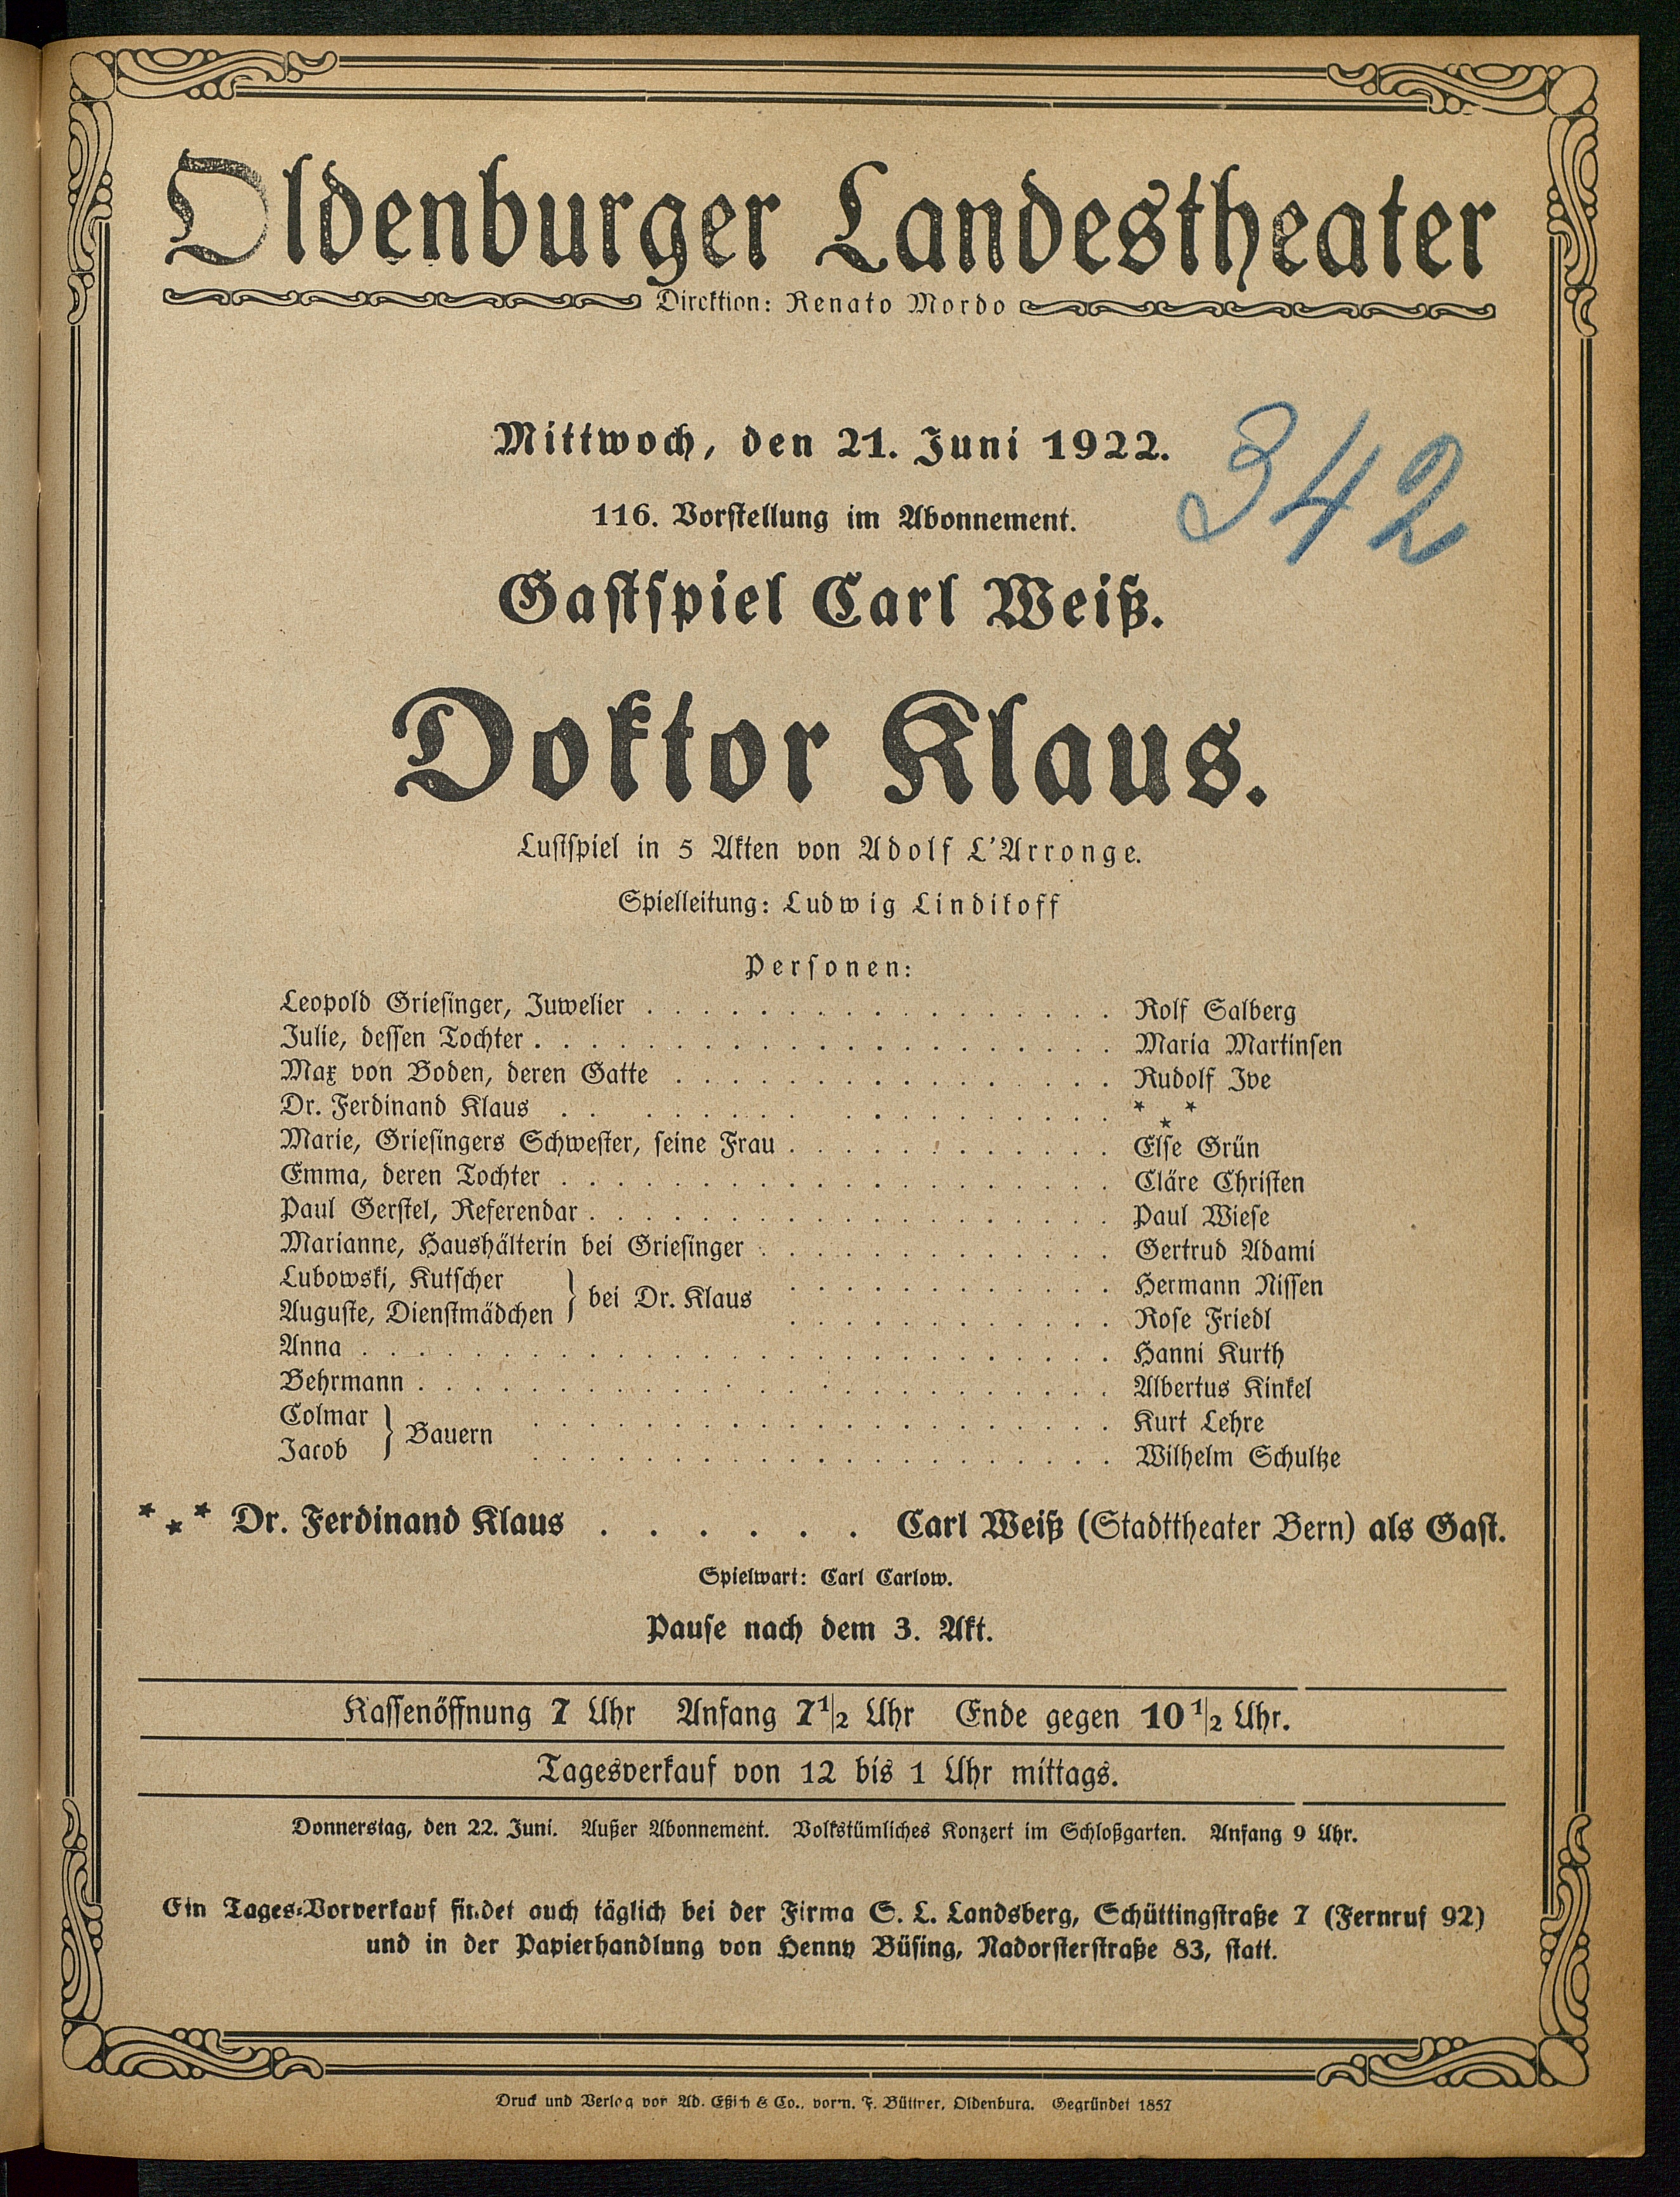 Oldenburger Landestheater
Direktion: Renato Mordo
Mittwoch, den 21. Juni 1922.
342
116. Vorstellung im Abonnement.
Gastspiel Carl Weiß.
Doktor Klaus.
Lustspiel in 5 Akten von Adolf L'Arronge.
Spielleitung: Ludwig Lindikoff
Personen:
Leopold Griesinger, Juwelier . . . . . . . . . . . . . . . . . Rolf Salberg
Julie, dessen Tochter . . . . . . . . . . . . . . . . . . . . . Maria Martinsen
Max von Boden, deren Gatte . . . . . . . . . . . . . . . . Rudolf Ive
Dr. Ferdinand Klaus . . . . . . . . . . . . . . . . . . . . * * *
Marie, Griesingers Schwester, seine Frau . . . . . . . . . . . . Else Grün
Emma, deren Tochter . . . . . . . . . . . . . . . . . . . . Cläre Christen
Paul Gerstel, Referendar . . . . . . . . . . . . . . . . . . . Paul Wiese
Marianne, Haushälterin bei Griesinger . . . . . . . . . . . . . Gertrud Adami
Lubowski, Kutscher } bei Dr. Klaus . . . . . . . . . . . . Hermann Nissen
Auguste, Dienstmädchen . . . . . . . . . . . . Rose Friedl
Anna . . . . . . . . . . . . . . . . . . . . . . . . . . . Hanni Kurth
Behrmann . . . . . . . . . . . . . . . . . . . . . . . . . Albertus Kinkel
Colmar } Bauern . . . . . . . . . . . . . . . . . . . . . Kurt Lehre
Jacob . . . . . . . . . . . . . . . . . . . . . Wilhelm Schultze
* * * Dr. Ferdinand Klaus . . . . . . Carl Weiß (Stadttheater Bern) als Gast.
Spielwart: Carl Carlow.
Pause nach dem 3. Akt.
Kassenöffnung 7 Uhr Anfang 7 1/2 Uhr Ende gegen 10 1/2 Uhr.
Tagesverkauf von 12 bis 1 Uhr mittags.
Donnerstag, den 22. Juni. Außer Abonnement. Volkstümliches Konzert im Schloßgarten. Anfang 9 Uhr.
Ein Tages-Vorverkauf findet auch täglich bei der Firma S. L. Landsberg, Schüttingstraße 7 (Fernruf 92)
und in der Papierhandlung von Henny Büsing, Nadorsterstraße 83, statt.
Druck und Verlag von Ad. & Co., vorm. F. Büttner, Oldenburg. Gegründet 1857